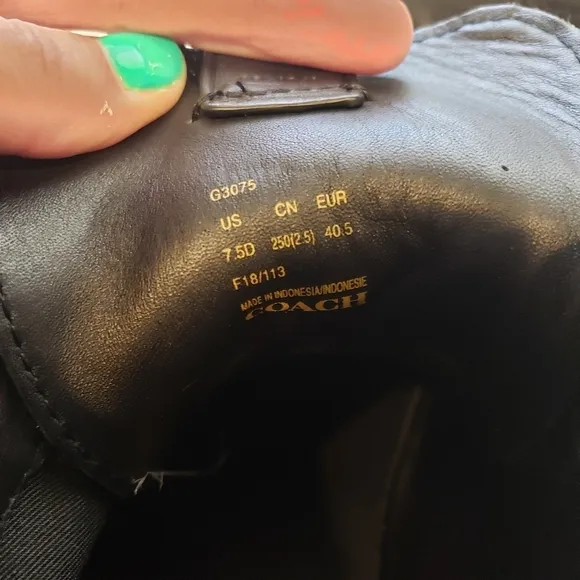 G3075
US CN EUR
7.5D 250(2.5) 40.5
F18/113
MADE IN INDONESIA/INDONESIE
COACH